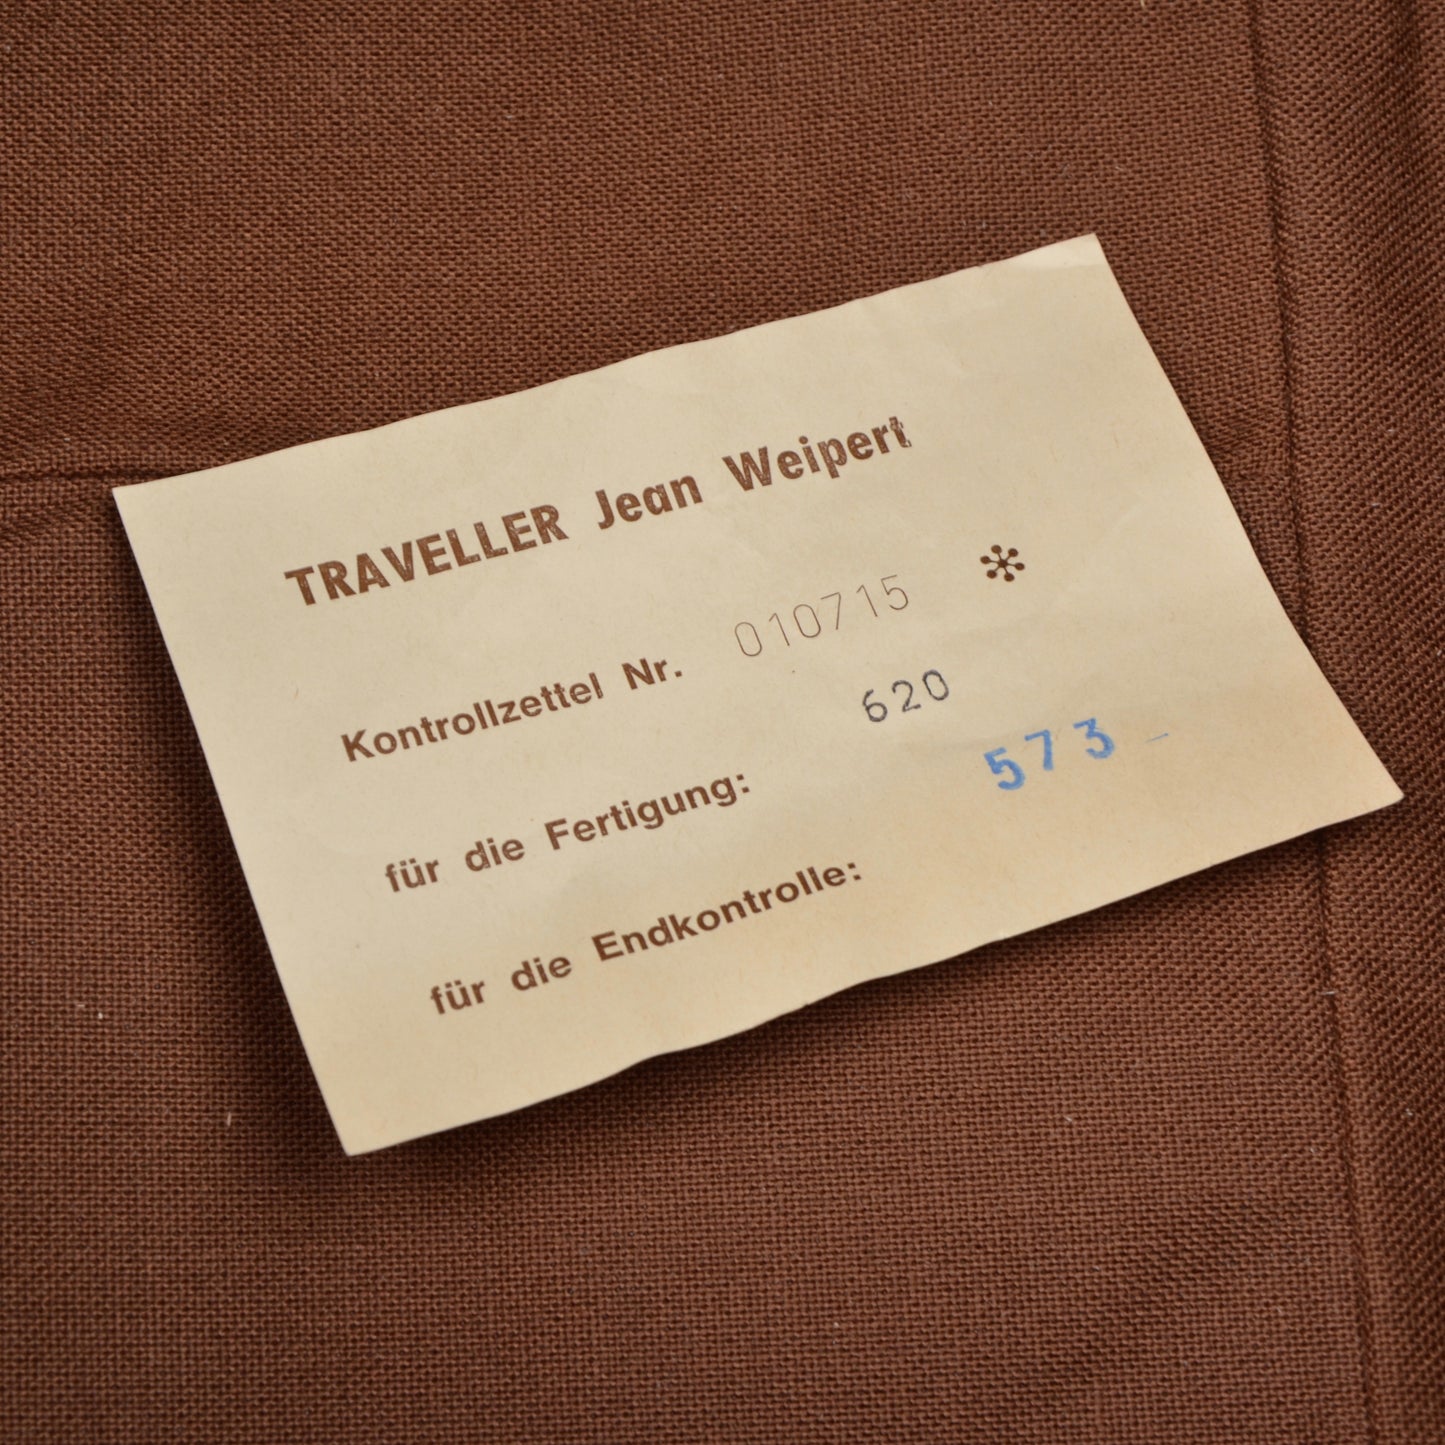 TRAVELLER Jean Weipert
Kontrollzettel Nr. 010715 *
für die Fertigung: 620
für die Endkontrolle: 573